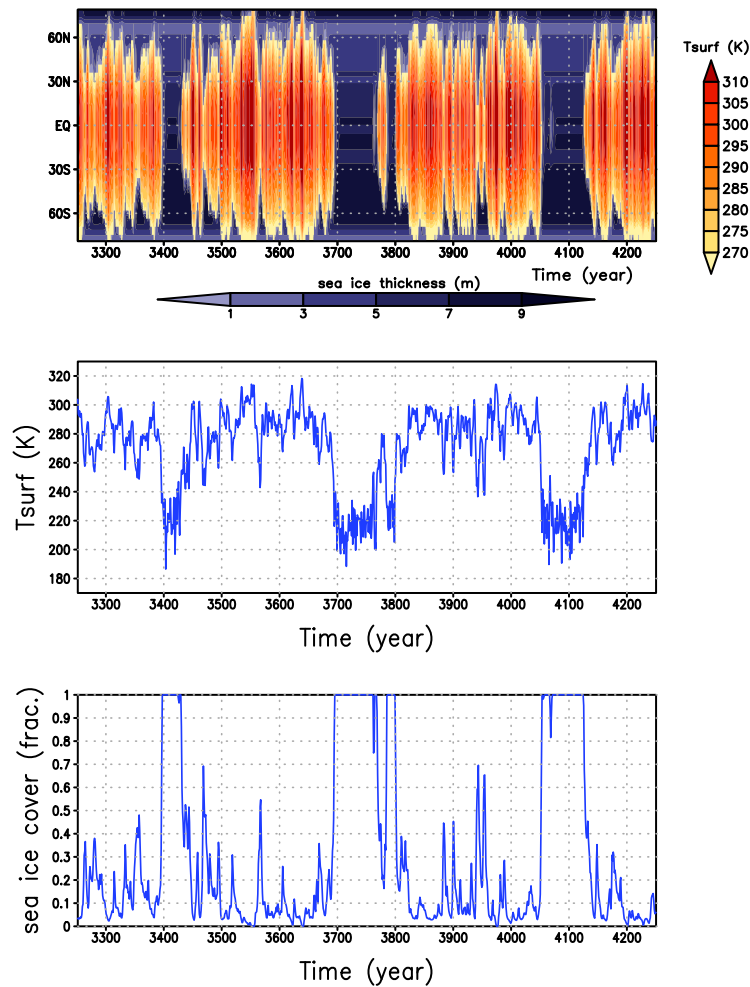 Tsurf (K)
60N
30N
EQ
30S
60S
310
305
300
295
290
285
280
275
270
3300 3400 3500 3600 3700 3800 3900 4000 4100 4200
Time (year)
sea ice thickness (m)
1 3 5 7 9
Tsurf (K)
320
300
280
260
240
220
200
180
3300 3400 3500 3600 3700 3800 3900 4000 4100 4200
Time (year)
sea ice cover (frac.)
1
0.9
0.8
0.7
0.6
0.5
0.4
0.3
0.2
0.1
0
3300 3400 3500 3600 3700 3800 3900 4000 4100 4200
Time (year)